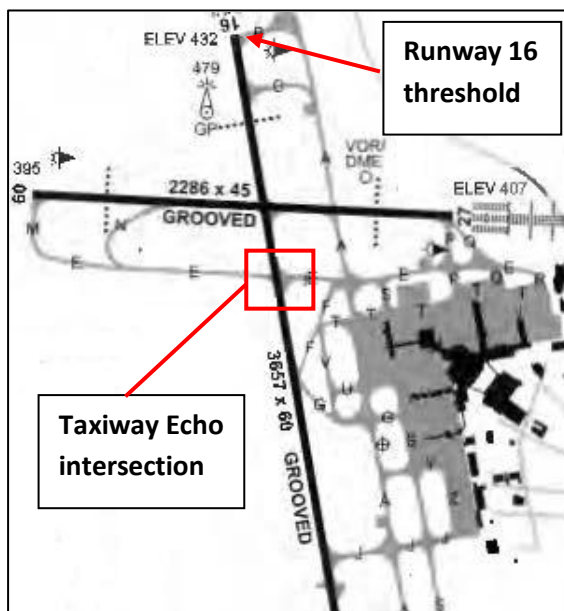 16
ELEV 432
Runway 16
threshold
479
GP
VOR/
DME
395
09
2286 x 45
GROOVED
ELEV 407
27
A
A
M
N
E
E
E
E
P
Q
E
R
F
T
T
S
T
T
T
F
V
U
G
3657 x 60
GROOVED
Taxiway Echo
intersection
A
J
J